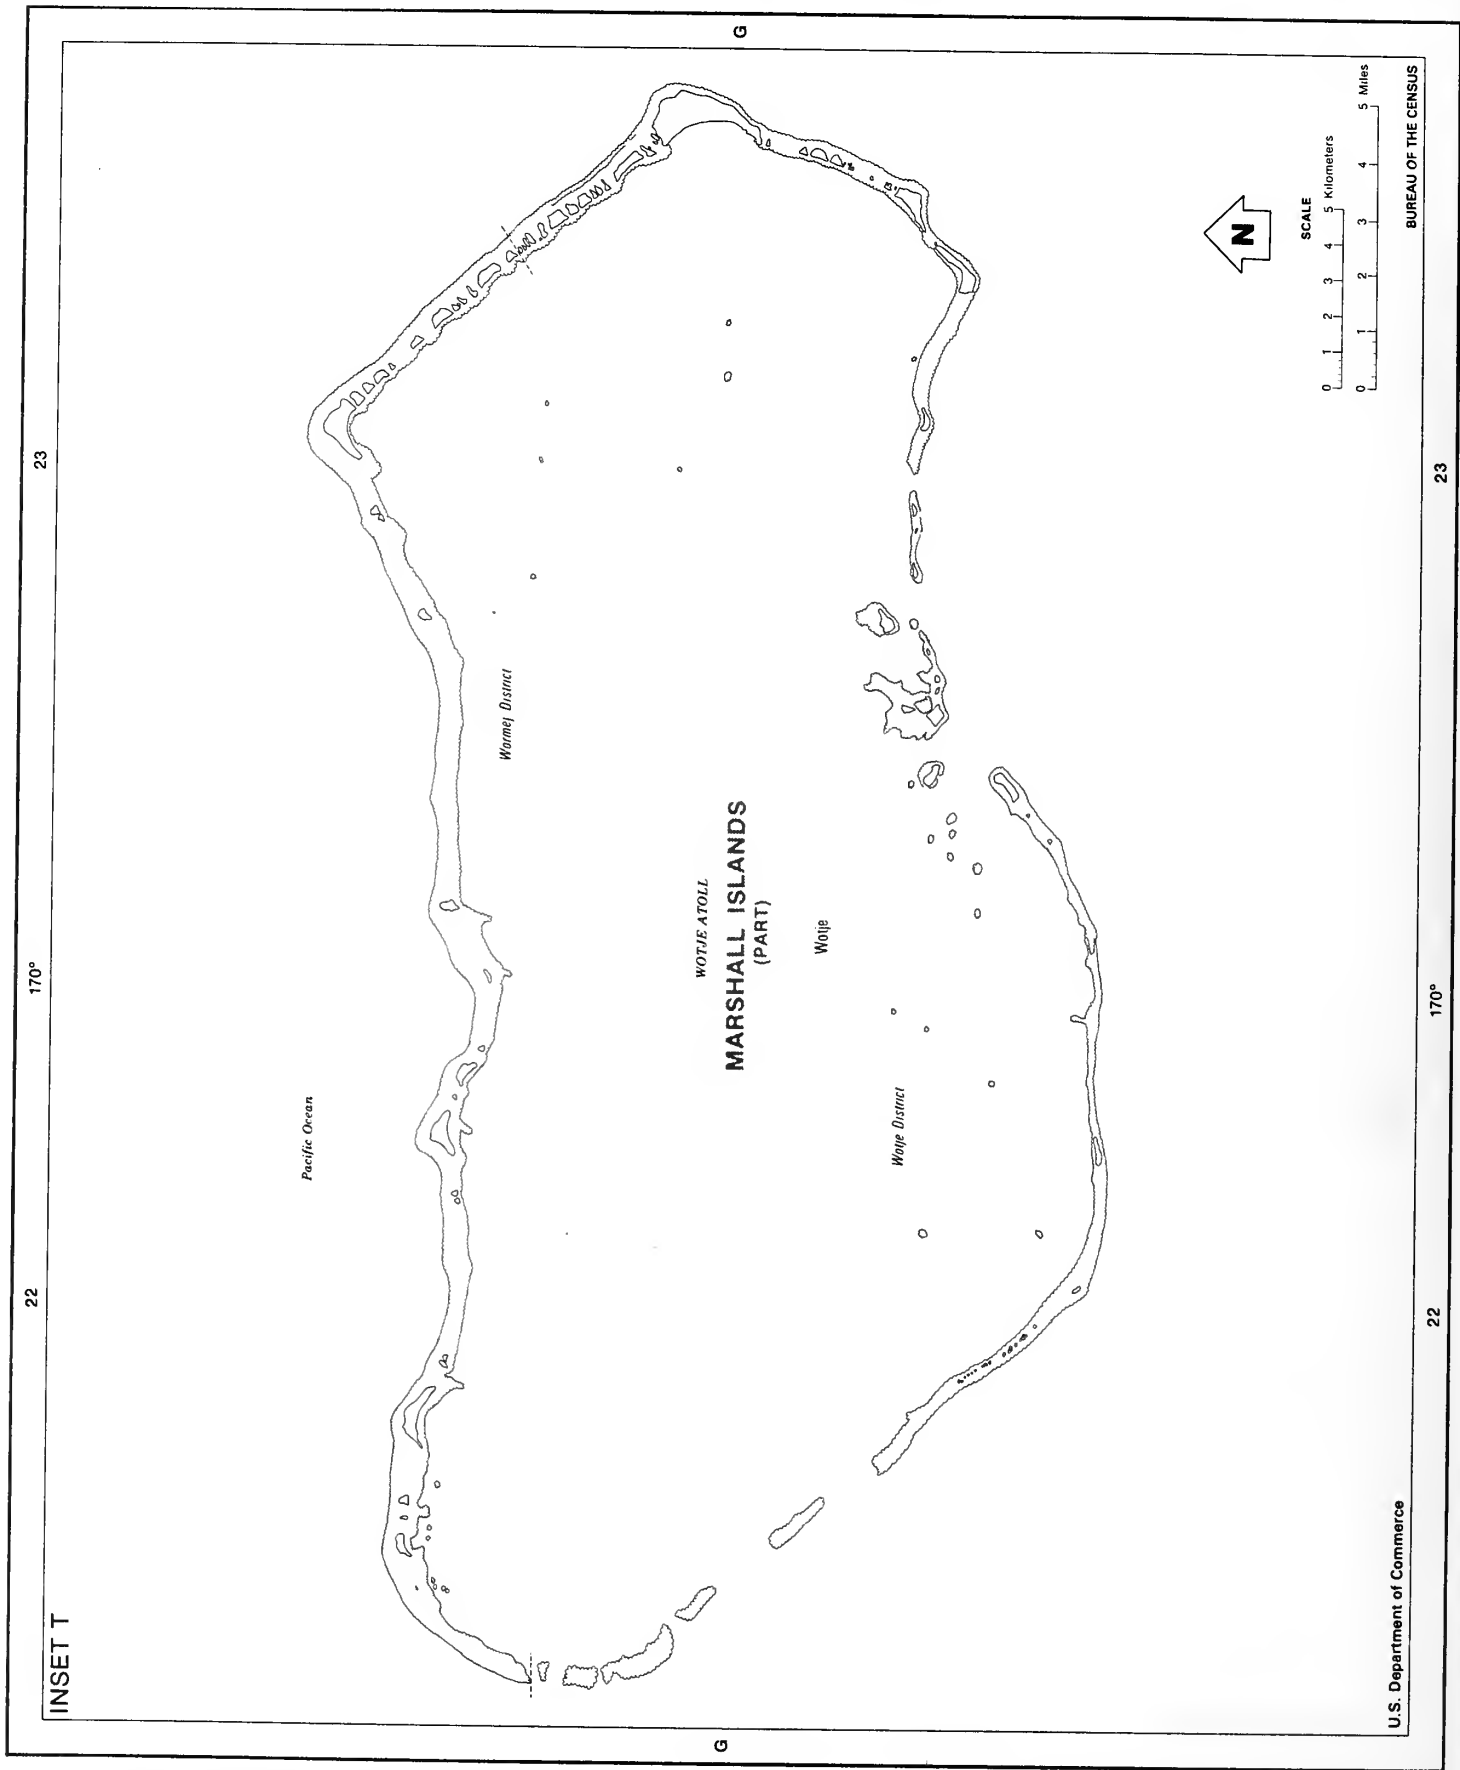 INSET T
22
170°
23
G
Pacific Ocean
Wormej District
WOTJE ATOLL
MARSHALL ISLANDS
(PART)
Wotje
Wotje District
G
N
SCALE
0 1 2 3 4 5 Kilometers
0 1 2 3 4 5 Miles
U.S. Department of Commerce
BUREAU OF THE CENSUS
22
170°
23